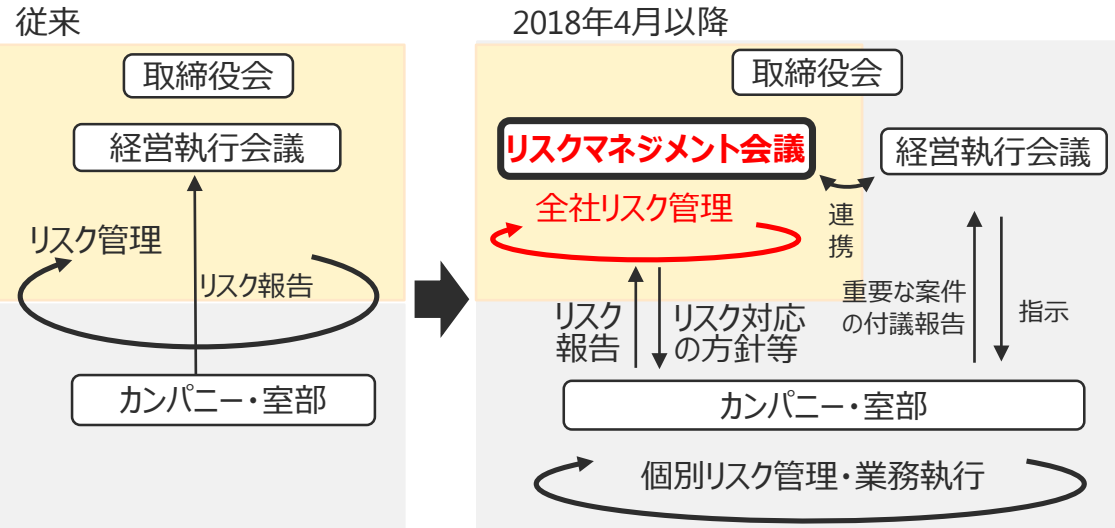 従来
取締役会
経営執行会議
リスク管理
リスク報告
カンパニー・室部
2018年4月以降
取締役会
リスクマネジメント会議
経営執行会議
全社リスク管理
連
携
リスク
報告
リスク対応
の方針等
重要な案件
の付議報告
指示
カンパニー・室部
個別リスク管理・業務執行